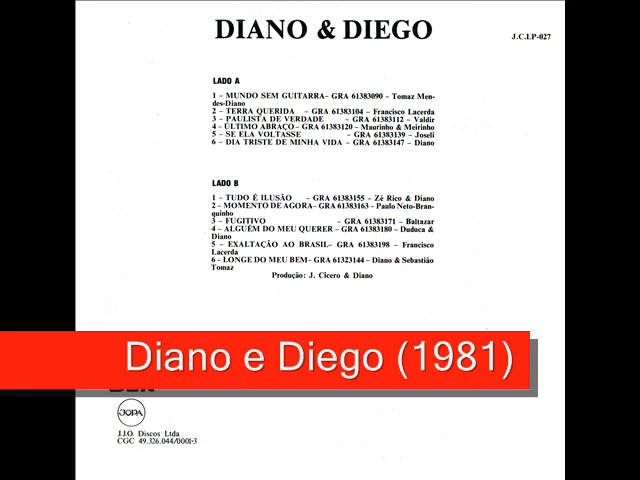 DIANO & DIEGO
J.C.LP-027
LADO A
1 – MUNDO SEM GUITARRA– GRA 61383090 – Tomaz Men-
des-Diano
2 – TERRA QUERIDA – GRA 61383104 – Francisco Lacerda
3 – PAULISTA DE VERDADE – GRA 61383112 – Valdir
4 – ÚLTIMO ABRAÇO– GRA 61383120 – Maurinho & Meirinho
5 – SE ELA VOLTASSE – GRA 61383139 – Joseli
6 – DIA TRISTE DE MINHA VIDA – GRA 61383147 – Diano
LADO B
1 – TUDO É ILUSÃO – GRA 61383155 – Zé Rico & Diano
2 – MOMENTO DE AGORA– GRA 61383163 – Paulo Neto-Bran-
quinho
3 – FUGITIVO – GRA 61383171 – Baltazar
4 – ALGUÉM DO MEU QUERER – GRA 61383180 – Duduca &
Diano
5 – EXALTAÇÃO AO BRASIL– GRA 61383198 – Francisco
Lacerda
6 – LONGE DO MEU BEM– GRA 61323144 – Diano & Sebastião
Tomaz
Produção: J. Cicero & Diano
Diano e Diego (1981)
JOPA
J.J.O. Discos Ltda
CGC 49.326.044/0001-3